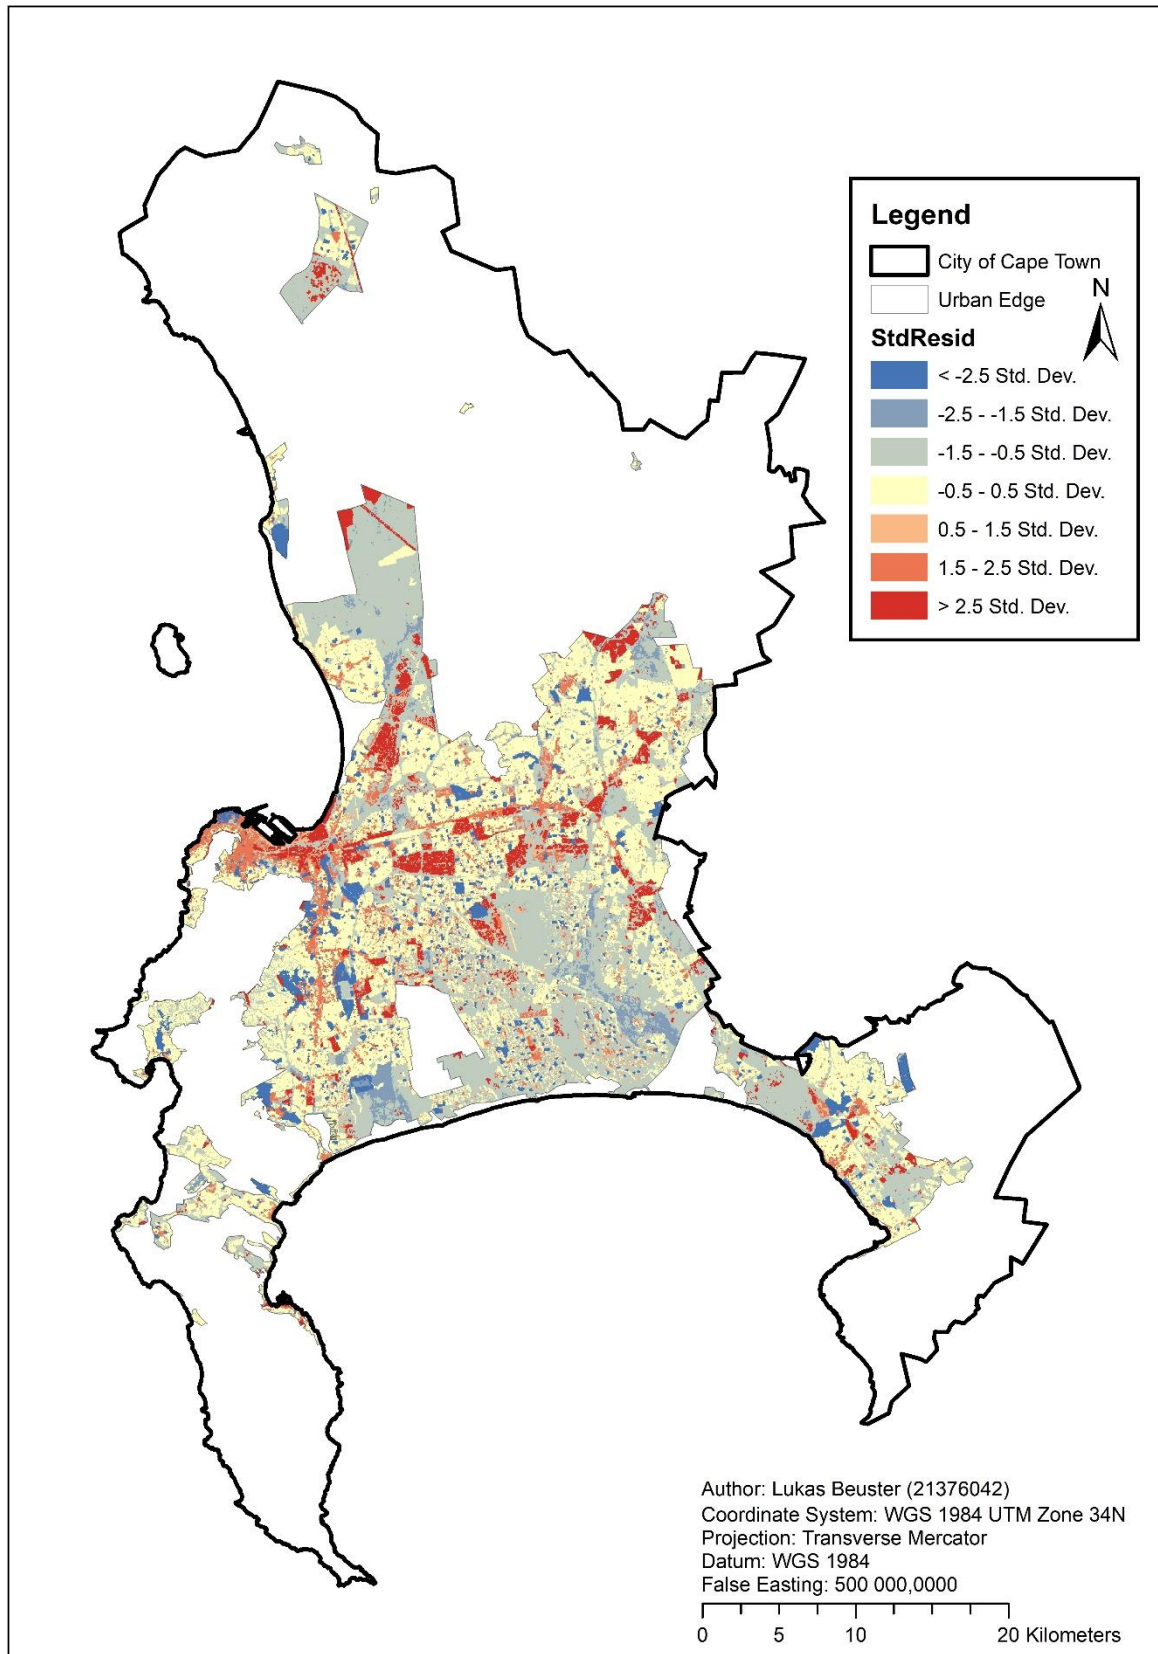 Legend
City of Cape Town
Urban Edge
N
StdResid
< -2.5 Std. Dev.
-2.5 - -1.5 Std. Dev.
-1.5 - -0.5 Std. Dev.
-0.5 - 0.5 Std. Dev.
0.5 - 1.5 Std. Dev.
1.5 - 2.5 Std. Dev.
> 2.5 Std. Dev.
Author: Lukas Beuster (21376042)
Coordinate System: WGS 1984 UTM Zone 34N
Projection: Transverse Mercator
Datum: WGS 1984
False Easting: 500 000,0000
0 5 10 20 Kilometers